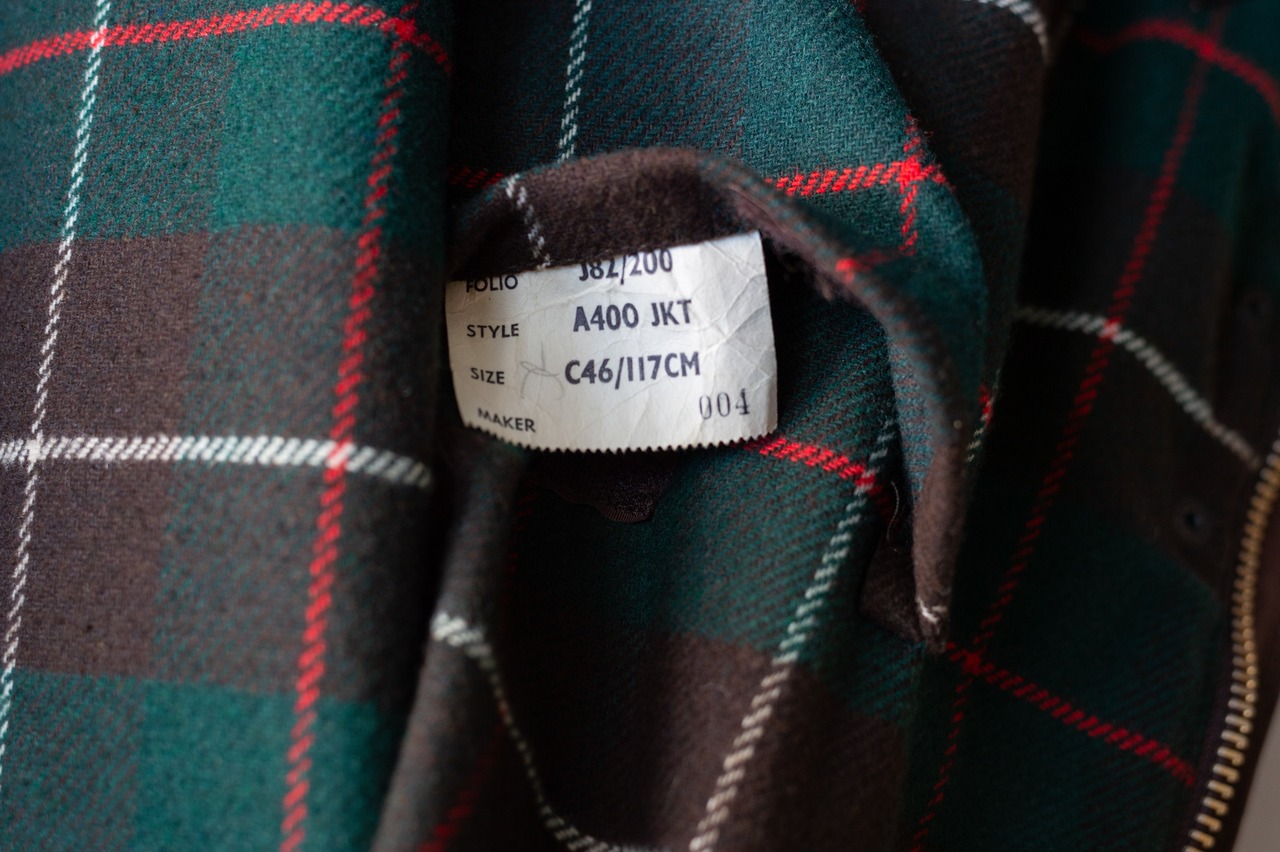 FOLIO J82/200
STYLE A400 JKT
SIZE C46/117CM
MAKER 004